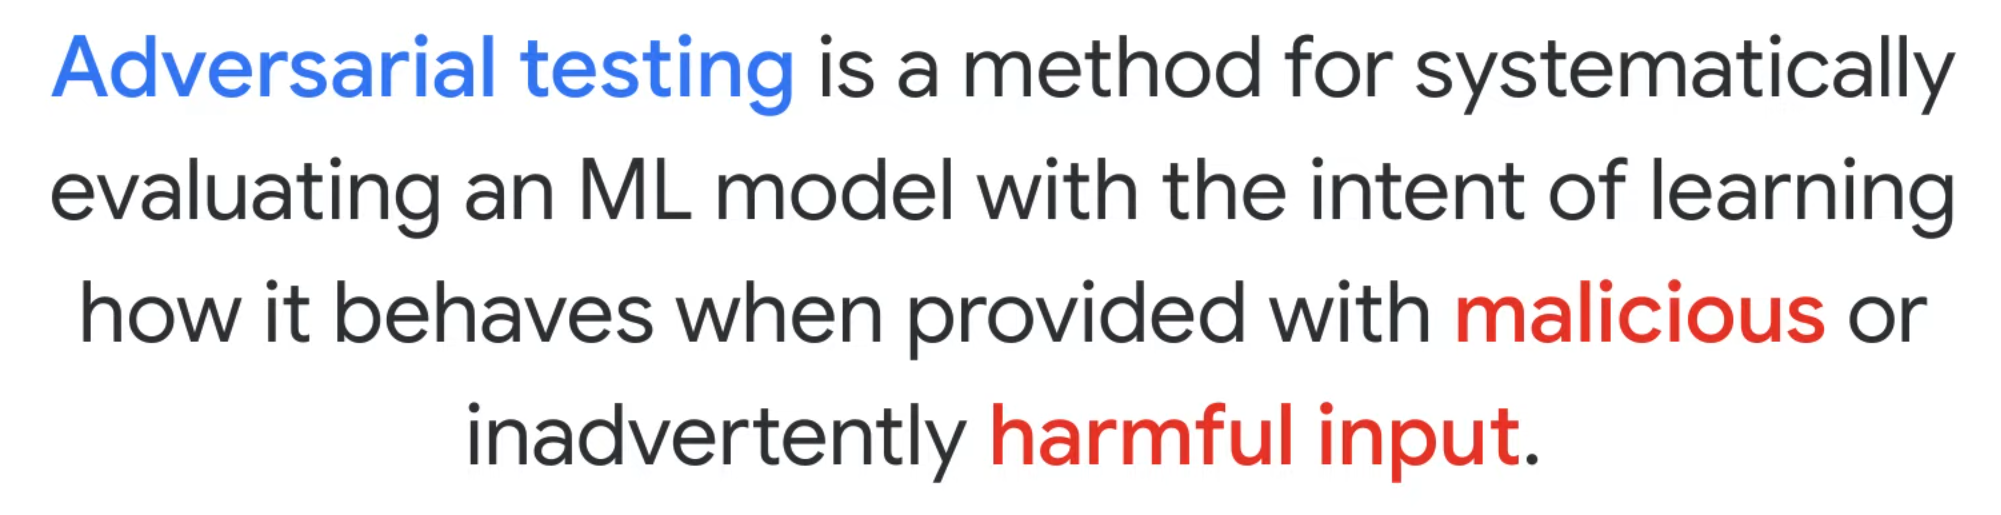 Adversarial testing is a method for systematically
evaluating an ML model with the intent of learning
how it behaves when provided with malicious or
inadvertently harmful input.